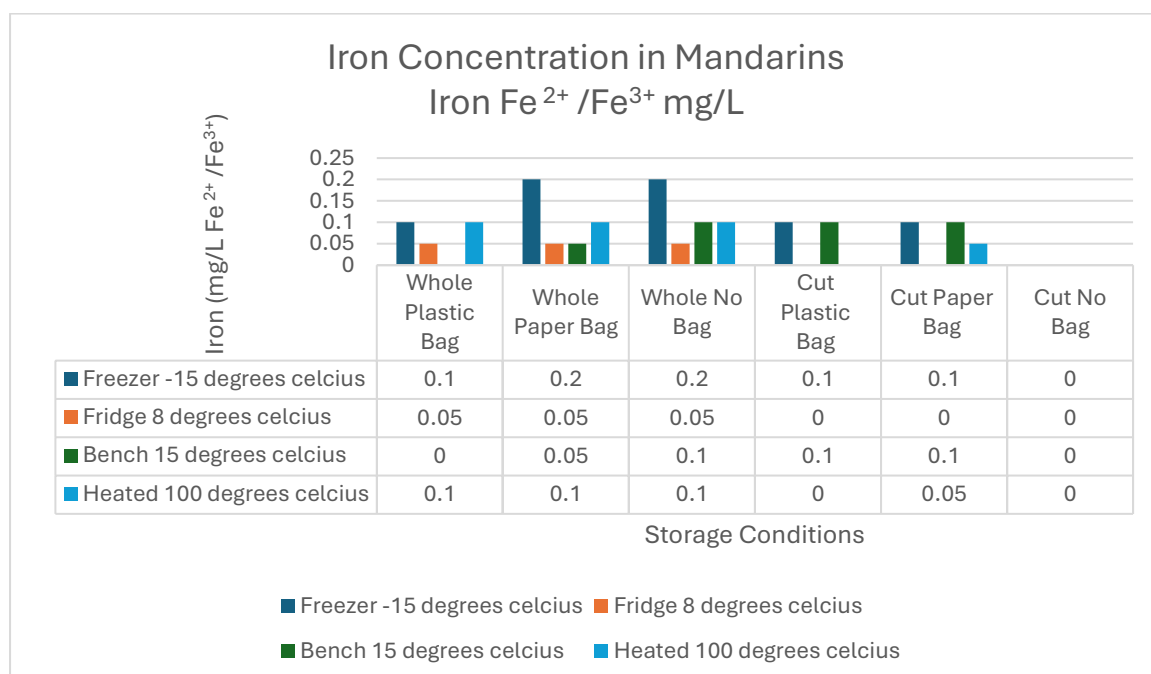 Iron Concentration in Mandarins
Iron Fe²⁺ /Fe³⁺ mg/L
Iron (mg/L Fe²⁺ /Fe³⁺)
0.25
0.2
0.15
0.1
0.05
0
Whole Plastic Bag Whole Paper Bag Whole No Bag Cut Plastic Bag Cut Paper Bag Cut No Bag
Freezer -15 degrees celcius 0.1 0.2 0.2 0.1 0.1 0
Fridge 8 degrees celcius 0.05 0.05 0.05 0 0 0
Bench 15 degrees celcius 0 0.05 0.1 0.1 0.1 0
Heated 100 degrees celcius 0.1 0.1 0.1 0 0.05 0
Storage Conditions
Freezer -15 degrees celcius Fridge 8 degrees celcius
Bench 15 degrees celcius Heated 100 degrees celcius